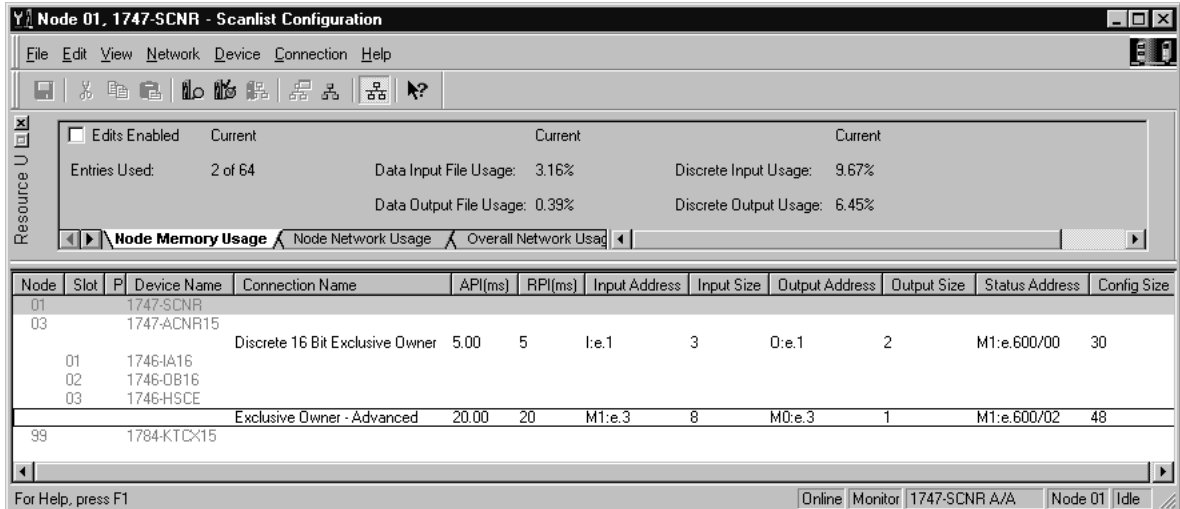 Node 01, 1747-SCNR - Scanlist Configuration
File Edit View Network Device Connection Help
Resource U
Edits Enabled Current Current Current
Entries Used: 2 of 64 Data Input File Usage: 3.16% Discrete Input Usage: 9.67%
Data Output File Usage: 0.39% Discrete Output Usage: 6.45%
Node Memory Usage Node Network Usage Overall Network Usag
Node Slot P Device Name Connection Name API(ms) RPI(ms) Input Address Input Size Output Address Output Size Status Address Config Size
01 1747-SCNR
03 1747-ACNR15
Discrete 16 Bit Exclusive Owner 5.00 5 I:e.1 3 O:e.1 2 M1:e.600/00 30
01 1746-IA16
02 1746-OB16
03 1746-HSCE
Exclusive Owner - Advanced 20.00 20 M1:e.3 8 M0:e.3 1 M1:e.600/02 48
99 1784-KTCX15
For Help, press F1 Online Monitor 1747-SCNR A/A Node 01 Idle